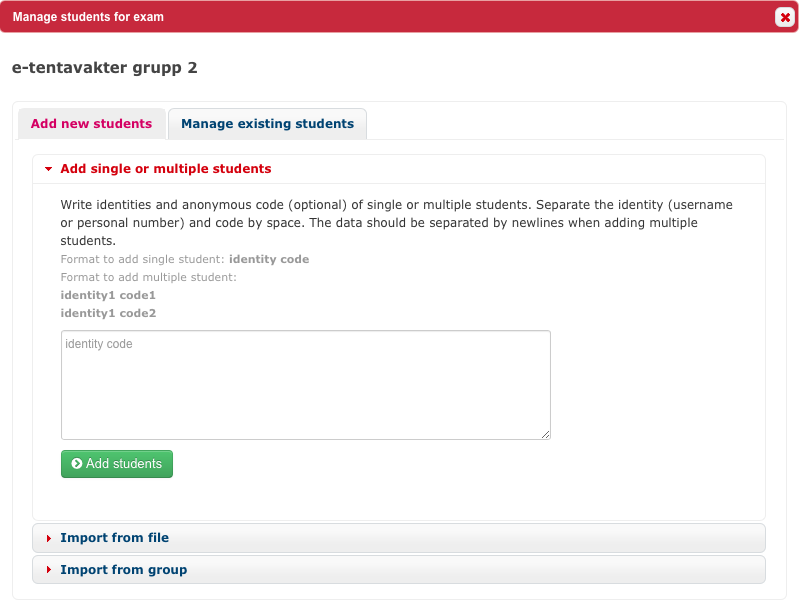 Manage students for exam
e-tentavakter grupp 2
Add new students
Manage existing students
Add single or multiple students
Write identities and anonymous code (optional) of single or multiple students. Separate the identity (username
or personal number) and code by space. The data should be separated by newlines when adding multiple
students.
Format to add single student: identity code
Format to add multiple student:
identity1 code1
identity1 code2
identity code
Add students
Import from file
Import from group